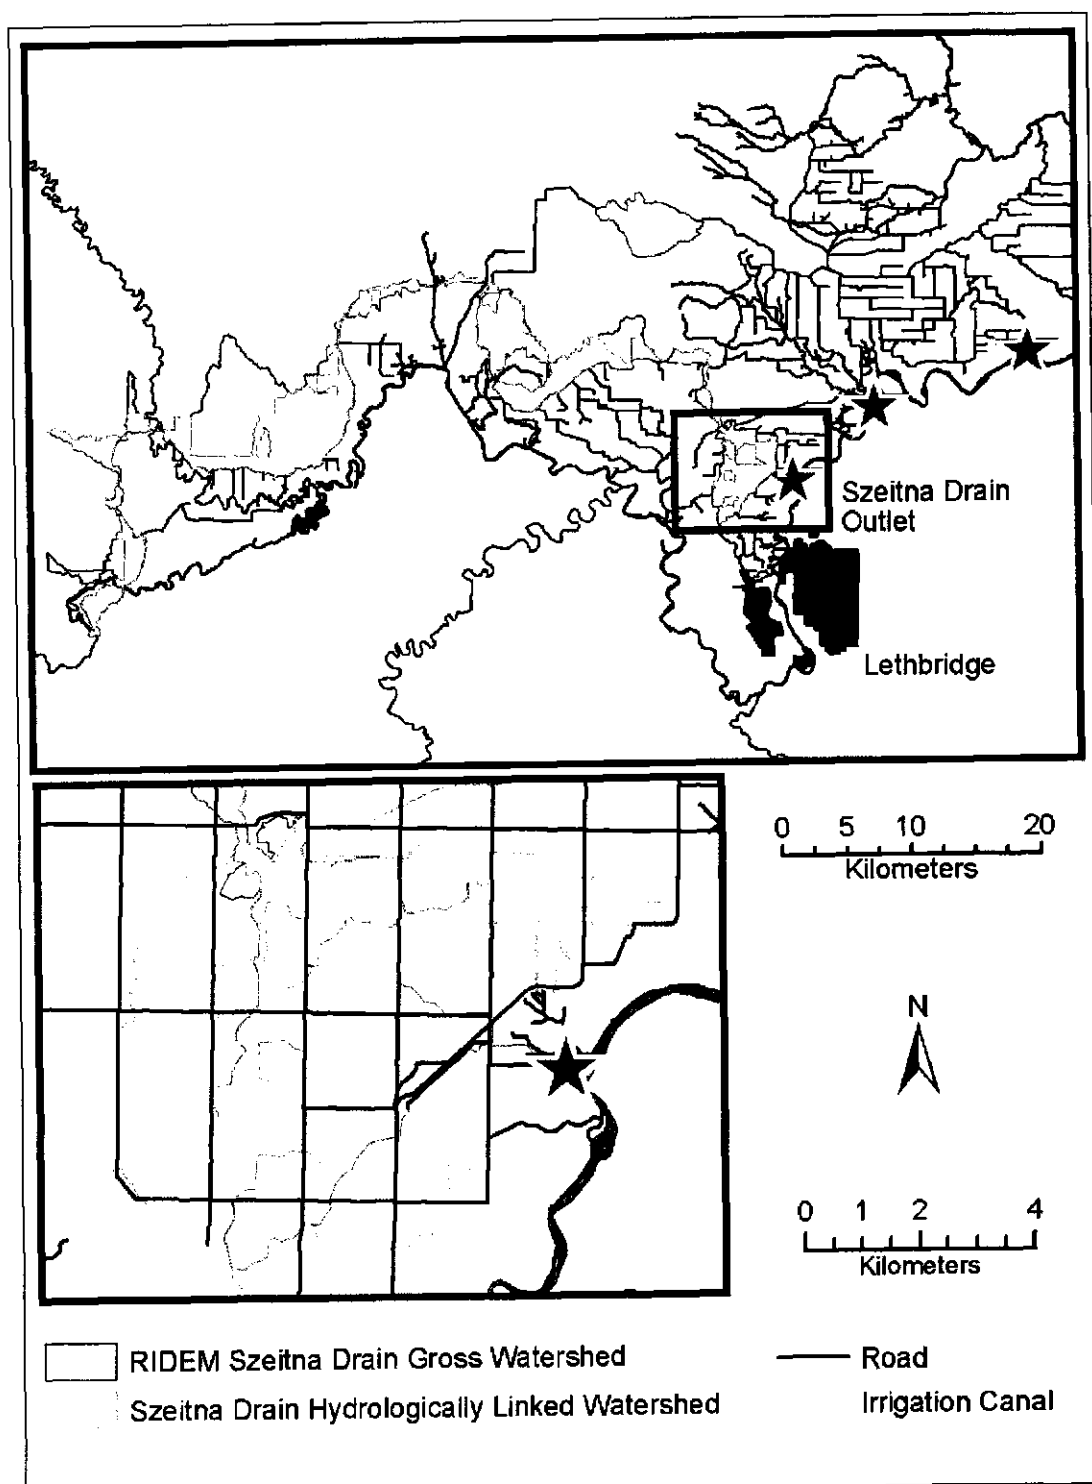 Szeitna Drain
Outlet
Lethbridge
0 5 10 20
Kilometers
N
0 1 2 4
Kilometers
RIDEM Szeitna Drain Gross Watershed
Road
Szeitna Drain Hydrologically Linked Watershed
Irrigation Canal